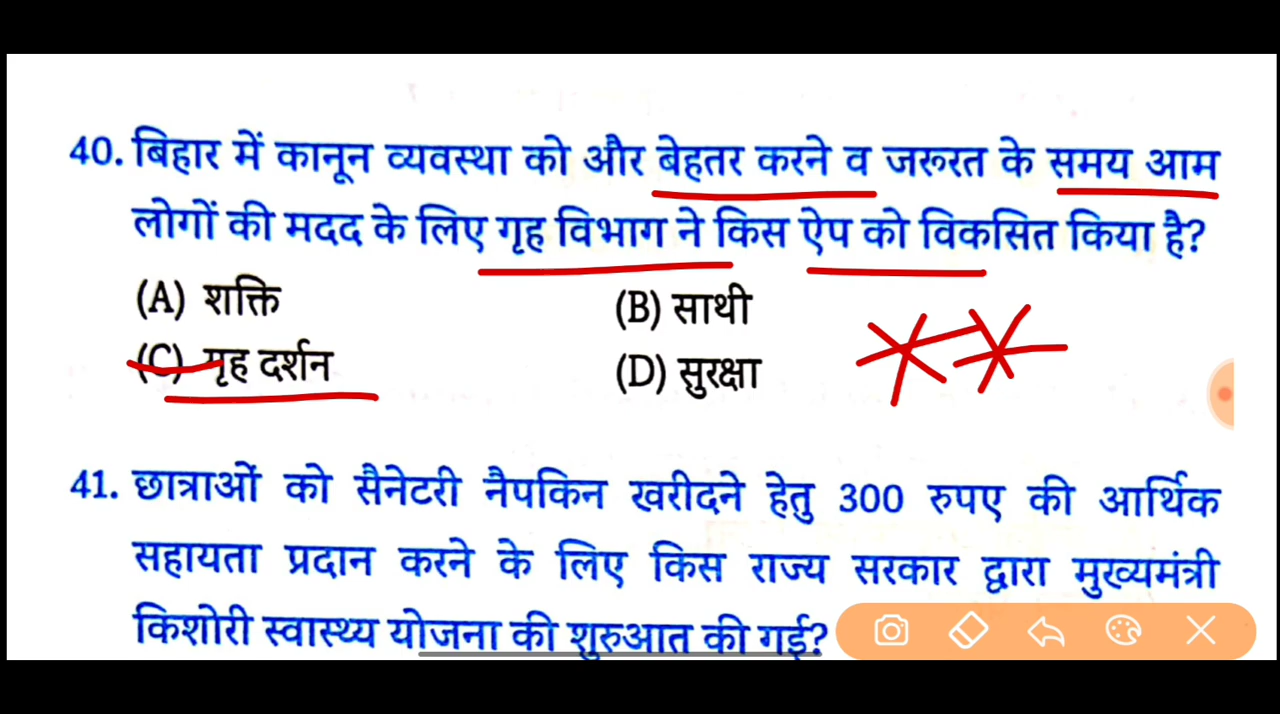 40. बिहार में कानून व्यवस्था को और बेहतर करने व जरूरत के समय आम
लोगों की मदद के लिए गृह विभाग ने किस ऐप को विकसित किया है?
(A) शक्ति (B) साथी
(C) गृह दर्शन (D) सुरक्षा
41. छात्राओं को सैनेटरी नैपकिन खरीदने हेतु 300 रुपए की आर्थिक
सहायता प्रदान करने के लिए किस राज्य सरकार द्वारा मुख्यमंत्री
किशोरी स्वास्थ्य योजना की शुरुआत की गई?